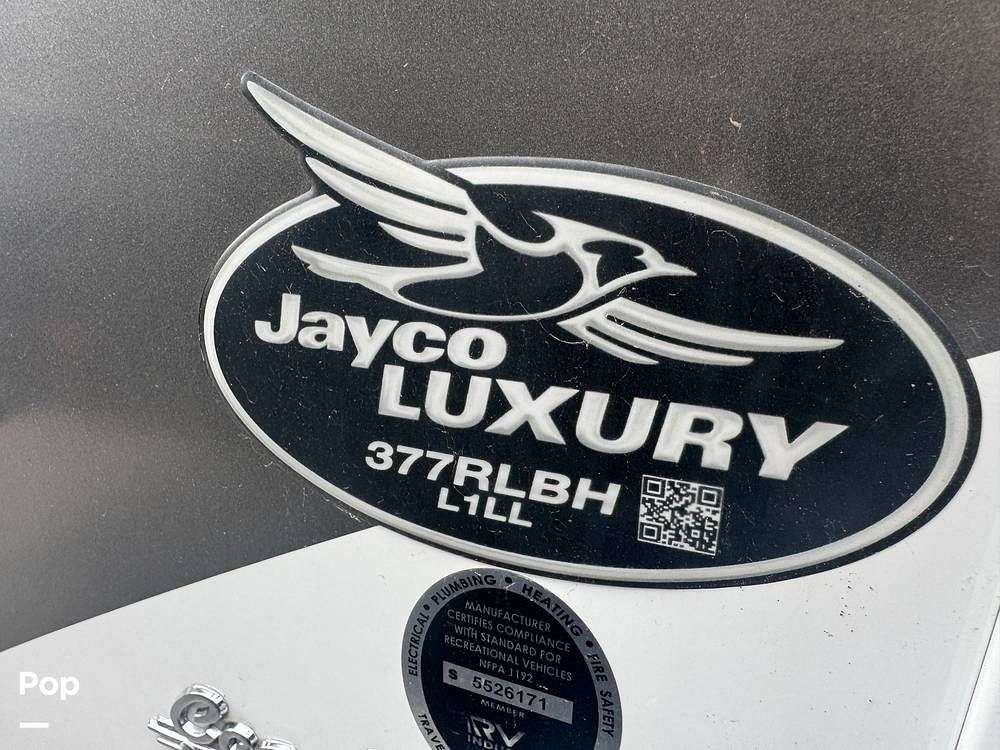 Jayco
LUXURY
377RLBH
L1LL
ELECTRICAL • PLUMBING • HEATING • FIRE SAFETY
MANUFACTURER
CERTIFIES COMPLIANCE
WITH STANDARD FOR
RECREATIONAL VEHICLES
NFPA 1192
S 5526171
MEMBER
RV
Pop